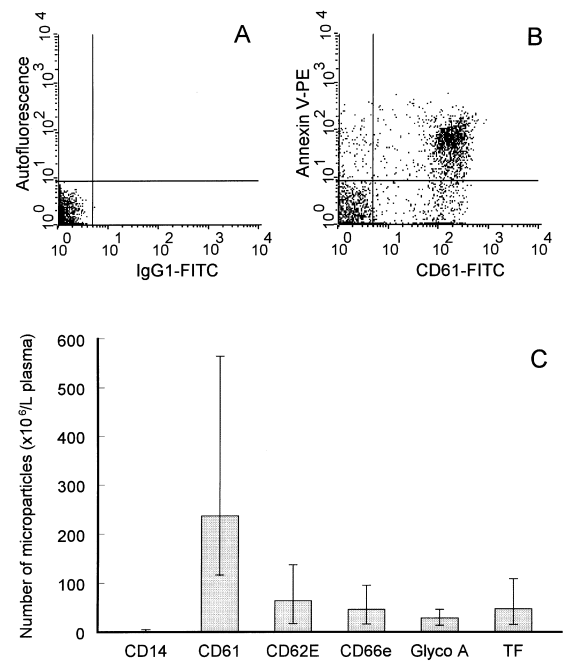 A
B
Autofluorescence
10^0 10^1 10^2 10^3 10^4
10^0 10^1 10^2 10^3 10^4
IgG1-FITC
Annexin V-PE
10^0 10^1 10^2 10^3 10^4
10^0 10^1 10^2 10^3 10^4
CD61-FITC
C
Number of microparticles (x10^6/L plasma)
600
500
400
300
200
100
0
CD14 CD61 CD62E CD66e Glyco A TF